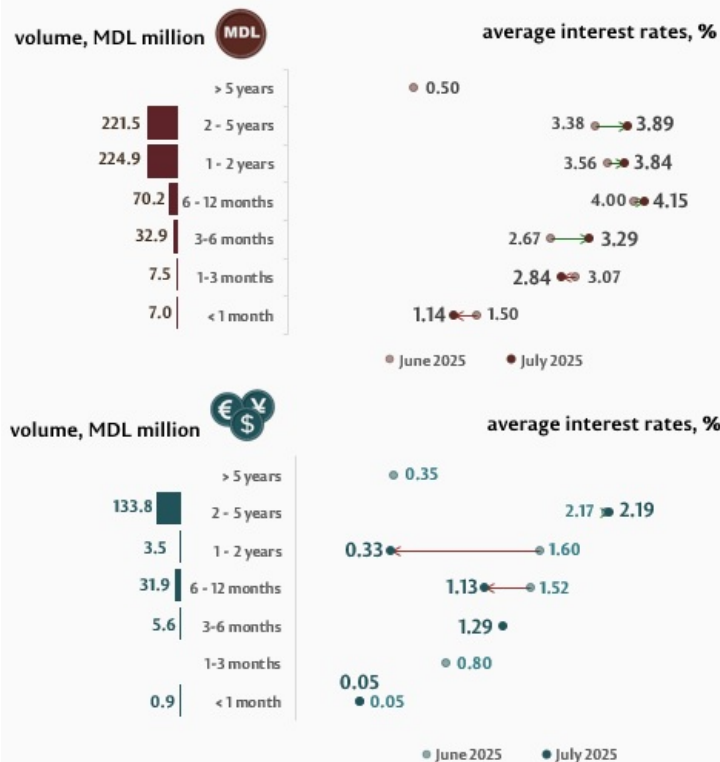 volume, MDL million
MDL
average interest rates, %
> 5 years 0.50
221.5 2 - 5 years 3.38 3.89
224.9 1 - 2 years 3.56 3.84
70.2 6 - 12 months 4.00 4.15
32.9 3-6 months 2.67 3.29
7.5 1-3 months 2.84 3.07
7.0 < 1 month 1.14 1.50
June 2025 July 2025
€ ¥ $
volume, MDL million
average interest rates, %
> 5 years 0.35
133.8 2 - 5 years 2.17 2.19
3.5 1 - 2 years 0.33 1.60
31.9 6 - 12 months 1.13 1.52
5.6 3-6 months 1.29
1-3 months 0.80
0.05
0.9 < 1 month 0.05
June 2025 July 2025